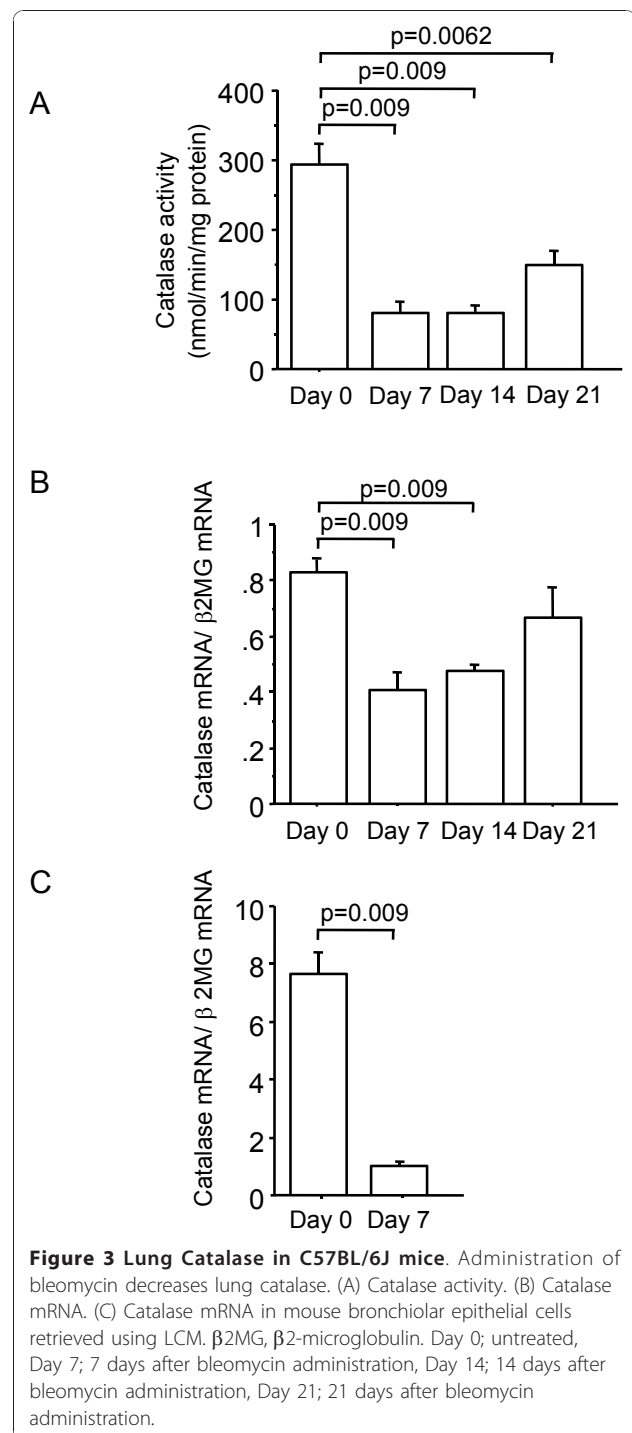 p=0.0062
p=0.009
p=0.009
A
400
300
200
100
0
Catalase activity
(nmol/min/mg protein)
Day 0 Day 7 Day 14 Day 21
B
p=0.009
p=0.009
1
.8
.6
.4
.2
0
Catalase mRNA/ β2MG mRNA
Day 0 Day 7 Day 14 Day 21
C
p=0.009
10
8
6
4
2
0
Catalase mRNA/ β 2MG mRNA
Day 0 Day 7
Figure 3 Lung Catalase in C57BL/6J mice. Administration of
bleomycin decreases lung catalase. (A) Catalase activity. (B) Catalase
mRNA. (C) Catalase mRNA in mouse bronchiolar epithelial cells
retrieved using LCM. β2MG, β2-microglobulin. Day 0; untreated,
Day 7; 7 days after bleomycin administration, Day 14; 14 days after
bleomycin administration, Day 21; 21 days after bleomycin
administration.